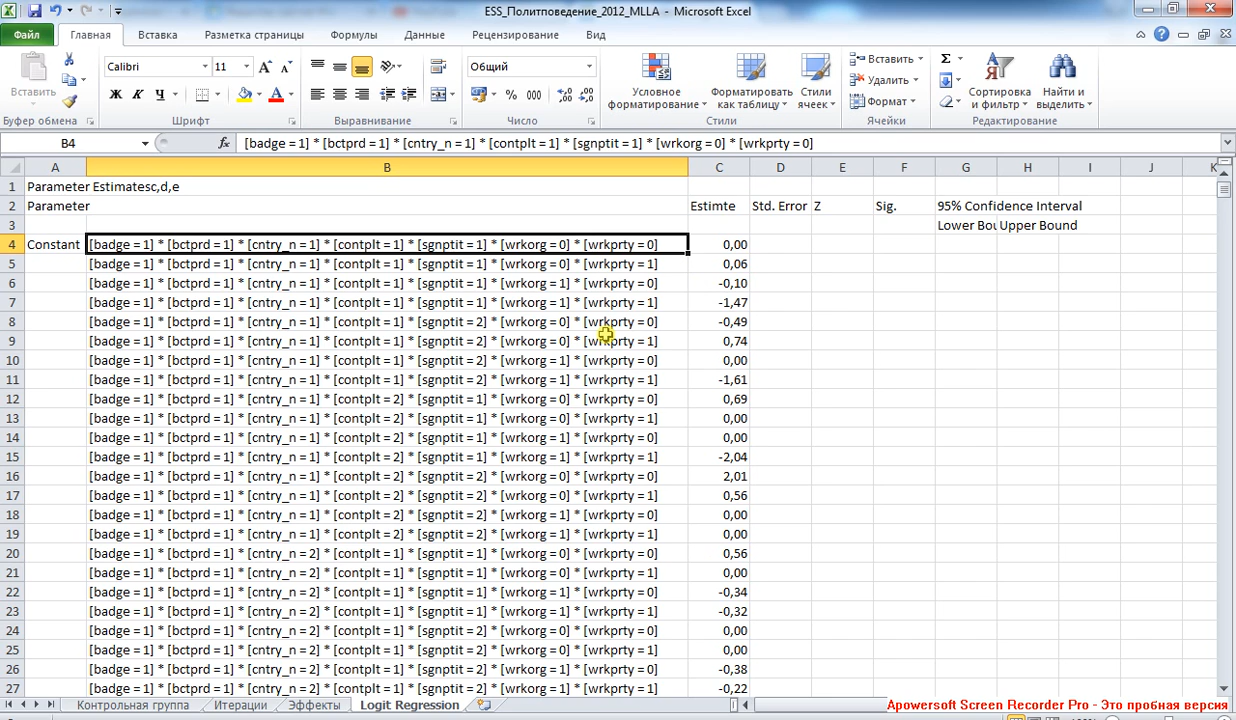 ESS_Политповедение_2012_MLLA - Microsoft Excel
Файл Главная Вставка Разметка страницы Формулы Данные Рецензирование Вид
Вставить
Calibri 11
Ж К Ч
Общий
% 000
Условное форматирование
Форматировать как таблицу
Стили ячеек
Вставить
Удалить
Формат
Сортировка и фильтр
Найти и выделить
Буфер обмена Шрифт Выравнивание Число Стили Ячейки Редактирование
B4 fx [badge = 1] * [bctprd = 1] * [cntry_n = 1] * [contplt = 1] * [sgnptit = 1] * [wrkorg = 0] * [wrkprty = 0]
A B C D E F G H I J K
1 Parameter Estimatesc,d,e
2 Parameter Estimte Std. Error Z Sig. 95% Confidence Interval
3 Lower Bou Upper Bound
4 Constant [badge = 1] * [bctprd = 1] * [cntry_n = 1] * [contplt = 1] * [sgnptit = 1] * [wrkorg = 0] * [wrkprty = 0] 0,00
5 [badge = 1] * [bctprd = 1] * [cntry_n = 1] * [contplt = 1] * [sgnptit = 1] * [wrkorg = 0] * [wrkprty = 1] 0,06
6 [badge = 1] * [bctprd = 1] * [cntry_n = 1] * [contplt = 1] * [sgnptit = 1] * [wrkorg = 1] * [wrkprty = 0] -0,10
7 [badge = 1] * [bctprd = 1] * [cntry_n = 1] * [contplt = 1] * [sgnptit = 1] * [wrkorg = 1] * [wrkprty = 1] -1,47
8 [badge = 1] * [bctprd = 1] * [cntry_n = 1] * [contplt = 1] * [sgnptit = 2] * [wrkorg = 0] * [wrkprty = 0] -0,49
9 [badge = 1] * [bctprd = 1] * [cntry_n = 1] * [contplt = 1] * [sgnptit = 2] * [wrkorg = 0] * [wrkprty = 1] 0,74
10 [badge = 1] * [bctprd = 1] * [cntry_n = 1] * [contplt = 1] * [sgnptit = 2] * [wrkorg = 1] * [wrkprty = 0] 0,00
11 [badge = 1] * [bctprd = 1] * [cntry_n = 1] * [contplt = 1] * [sgnptit = 2] * [wrkorg = 1] * [wrkprty = 1] -1,61
12 [badge = 1] * [bctprd = 1] * [cntry_n = 1] * [contplt = 2] * [sgnptit = 1] * [wrkorg = 0] * [wrkprty = 0] 0,69
13 [badge = 1] * [bctprd = 1] * [cntry_n = 1] * [contplt = 2] * [sgnptit = 1] * [wrkorg = 0] * [wrkprty = 1] 0,00
14 [badge = 1] * [bctprd = 1] * [cntry_n = 1] * [contplt = 2] * [sgnptit = 1] * [wrkorg = 1] * [wrkprty = 0] 0,00
15 [badge = 1] * [bctprd = 1] * [cntry_n = 1] * [contplt = 2] * [sgnptit = 1] * [wrkorg = 1] * [wrkprty = 1] -2,04
16 [badge = 1] * [bctprd = 1] * [cntry_n = 1] * [contplt = 2] * [sgnptit = 2] * [wrkorg = 0] * [wrkprty = 0] 2,01
17 [badge = 1] * [bctprd = 1] * [cntry_n = 1] * [contplt = 2] * [sgnptit = 2] * [wrkorg = 0] * [wrkprty = 1] 0,56
18 [badge = 1] * [bctprd = 1] * [cntry_n = 1] * [contplt = 2] * [sgnptit = 2] * [wrkorg = 1] * [wrkprty = 0] 0,00
19 [badge = 1] * [bctprd = 1] * [cntry_n = 1] * [contplt = 2] * [sgnptit = 2] * [wrkorg = 1] * [wrkprty = 1] 0,00
20 [badge = 1] * [bctprd = 1] * [cntry_n = 2] * [contplt = 1] * [sgnptit = 1] * [wrkorg = 0] * [wrkprty = 0] 0,56
21 [badge = 1] * [bctprd = 1] * [cntry_n = 2] * [contplt = 1] * [sgnptit = 1] * [wrkorg = 0] * [wrkprty = 1] 0,00
22 [badge = 1] * [bctprd = 1] * [cntry_n = 2] * [contplt = 1] * [sgnptit = 1] * [wrkorg = 1] * [wrkprty = 0] -0,34
23 [badge = 1] * [bctprd = 1] * [cntry_n = 2] * [contplt = 1] * [sgnptit = 1] * [wrkorg = 1] * [wrkprty = 1] -0,32
24 [badge = 1] * [bctprd = 1] * [cntry_n = 2] * [contplt = 1] * [sgnptit = 2] * [wrkorg = 0] * [wrkprty = 0] 0,00
25 [badge = 1] * [bctprd = 1] * [cntry_n = 2] * [contplt = 1] * [sgnptit = 2] * [wrkorg = 0] * [wrkprty = 1] 0,00
26 [badge = 1] * [bctprd = 1] * [cntry_n = 2] * [contplt = 1] * [sgnptit = 2] * [wrkorg = 1] * [wrkprty = 0] -0,38
27 [badge = 1] * [bctprd = 1] * [cntry_n = 2] * [contplt = 1] * [sgnptit = 2] * [wrkorg = 1] * [wrkprty = 1] -0,22
Контрольная группа Итерации Эффекты Logit Regression
Apowersoft Screen Recorder Pro - Это пробная версия